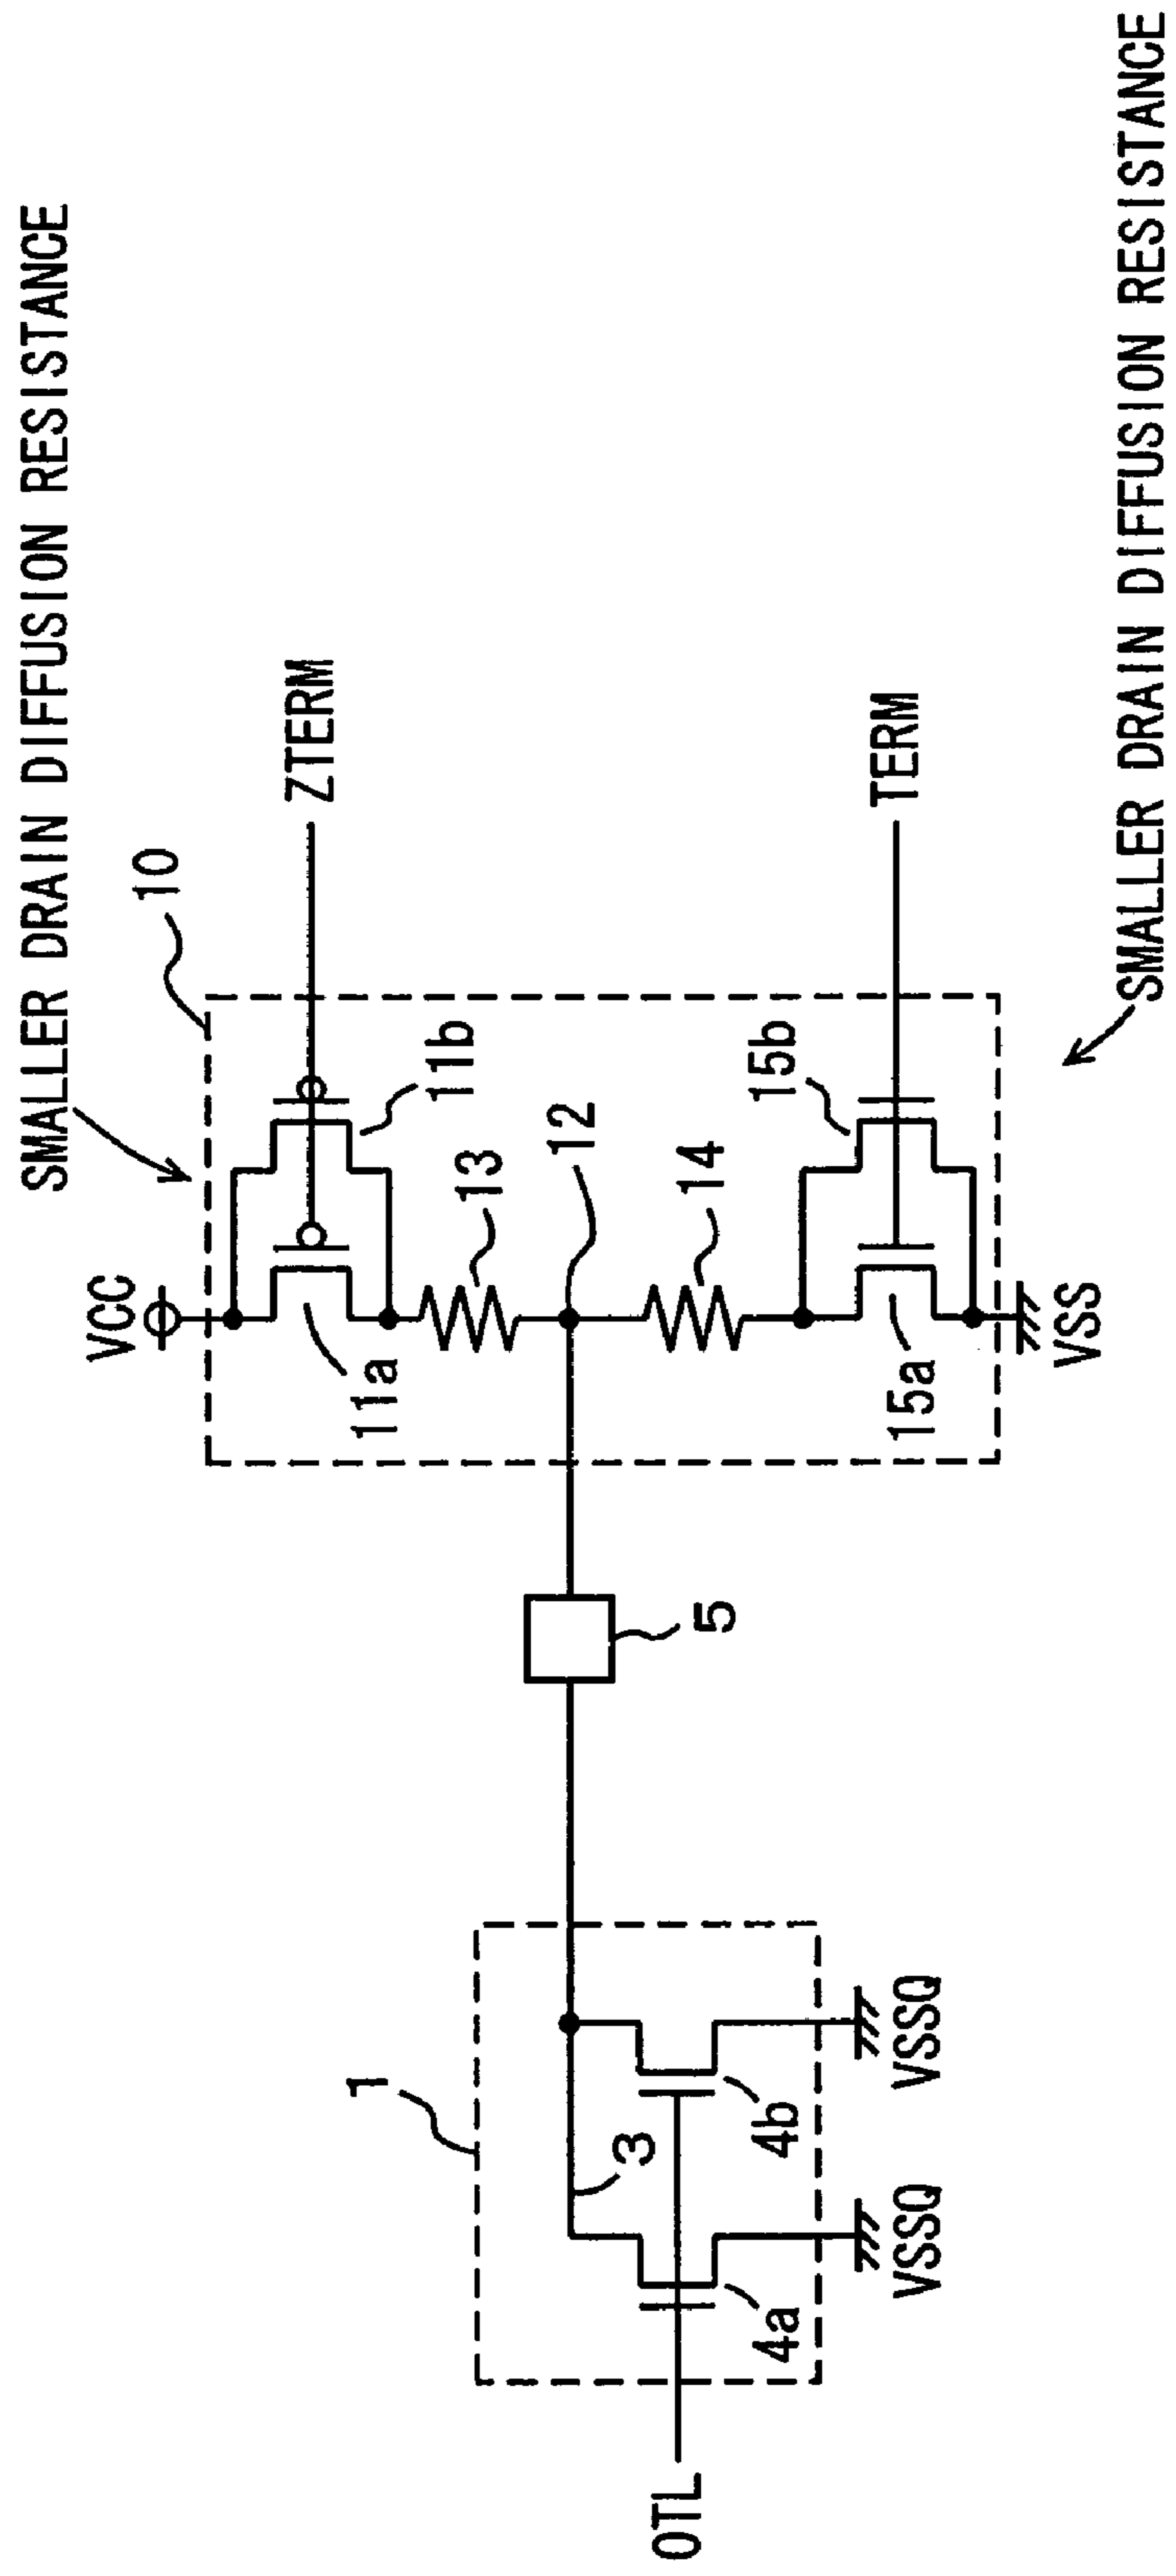 SMALLER DRAIN DIFFUSION RESISTANCE
10
VCC
ZTERM
11a
11b
13
12
1
5
3
14
OTL
4a
4b
15a
15b
TERM
VSSQ
VSSQ
VSS
SMALLER DRAIN DIFFUSION RESISTANCE